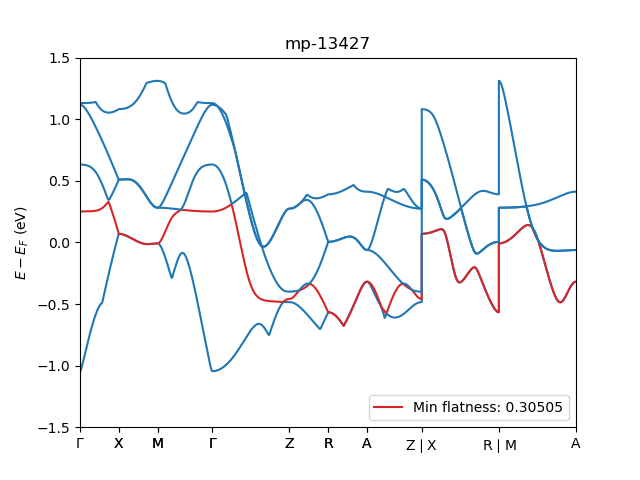 mp-13427
E − E_F (eV)
1.5
1.0
0.5
0.0
−0.5
−1.0
−1.5
Min flatness: 0.30505
Γ X M Γ Z R A Z | X R | M A